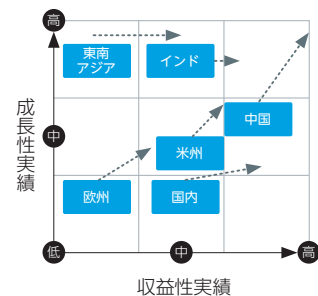 高
東南
アジア
インド
中国
成長性実績
中
米州
欧州
国内
低
中
高
収益性実績